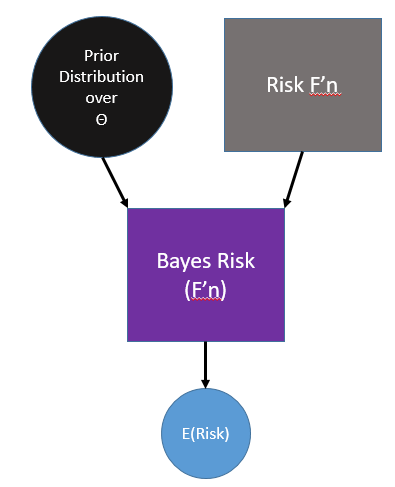 Prior
Distribution
over
Θ
Risk F’n
Bayes Risk
(F’n)
E(Risk)